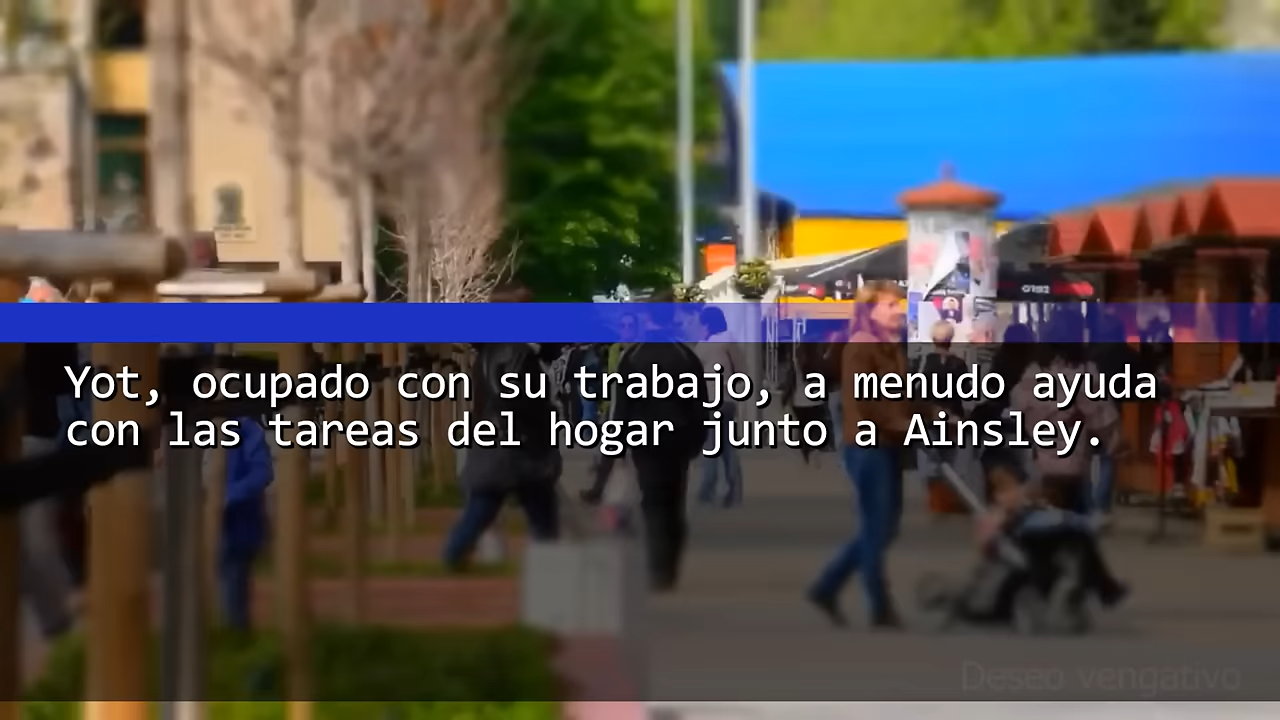 Yot, ocupado con su trabajo, a menudo ayuda
con las tareas del hogar junto a Ainsley.
Deseo vengativo